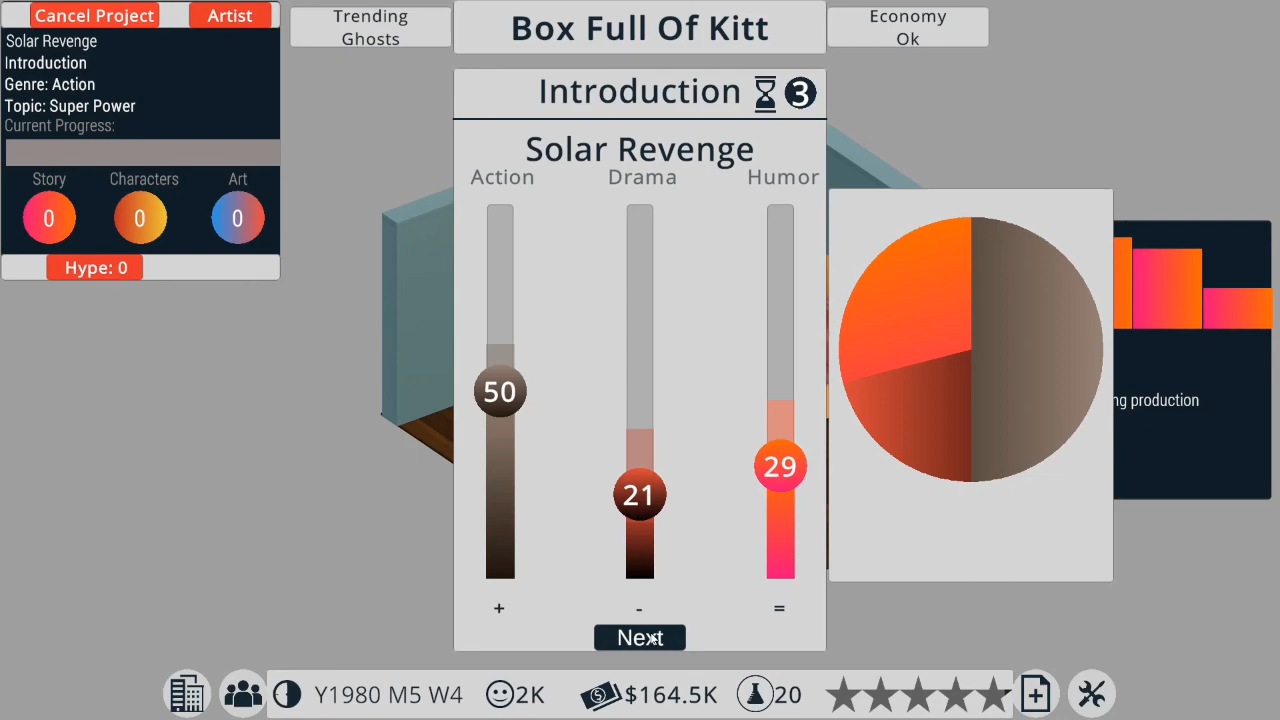 Cancel Project
Artist
Solar Revenge
Introduction
Genre: Action
Topic: Super Power
Current Progress:
Story
Characters
Art
0
0
0
Hype: 0
Trending
Ghosts
Box Full Of Kitt
Economy
Ok
Introduction
3
Solar Revenge
Action
Drama
Humor
50
21
29
+
-
=
Next
ng production
Y1980 M5 W4
2K
$164.5K
20